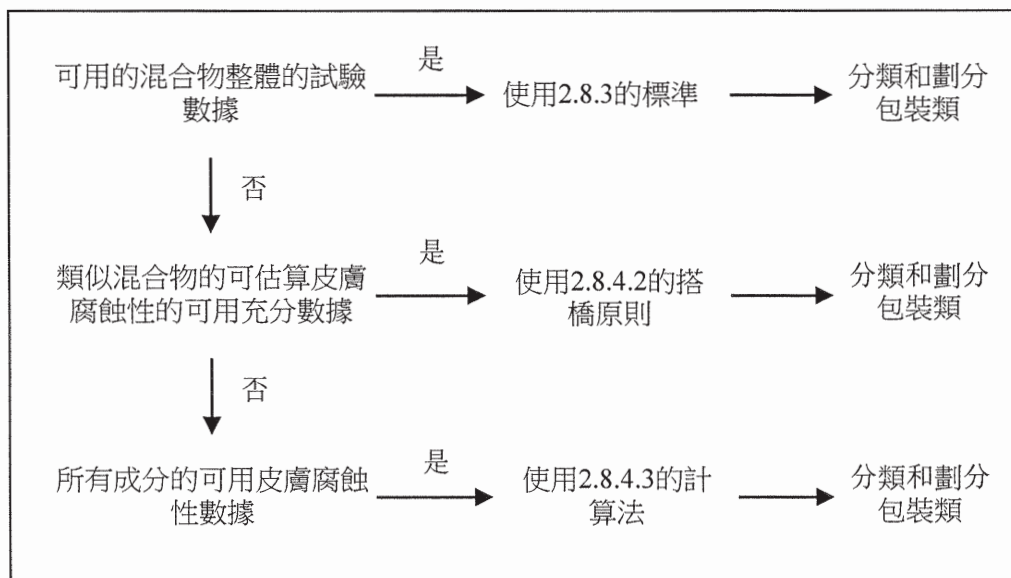 可用的混合物整體的試驗
數據
是
使用2.8.3的標準
分類和劃分
包裝類
否
類似混合物的可估算皮膚
腐蝕性的可用充分數據
是
使用2.8.4.2的搭
橋原則
分類和劃分
包裝類
否
所有成分的可用皮膚腐蝕
性數據
是
使用2.8.4.3的計
算法
分類和劃分
包裝類